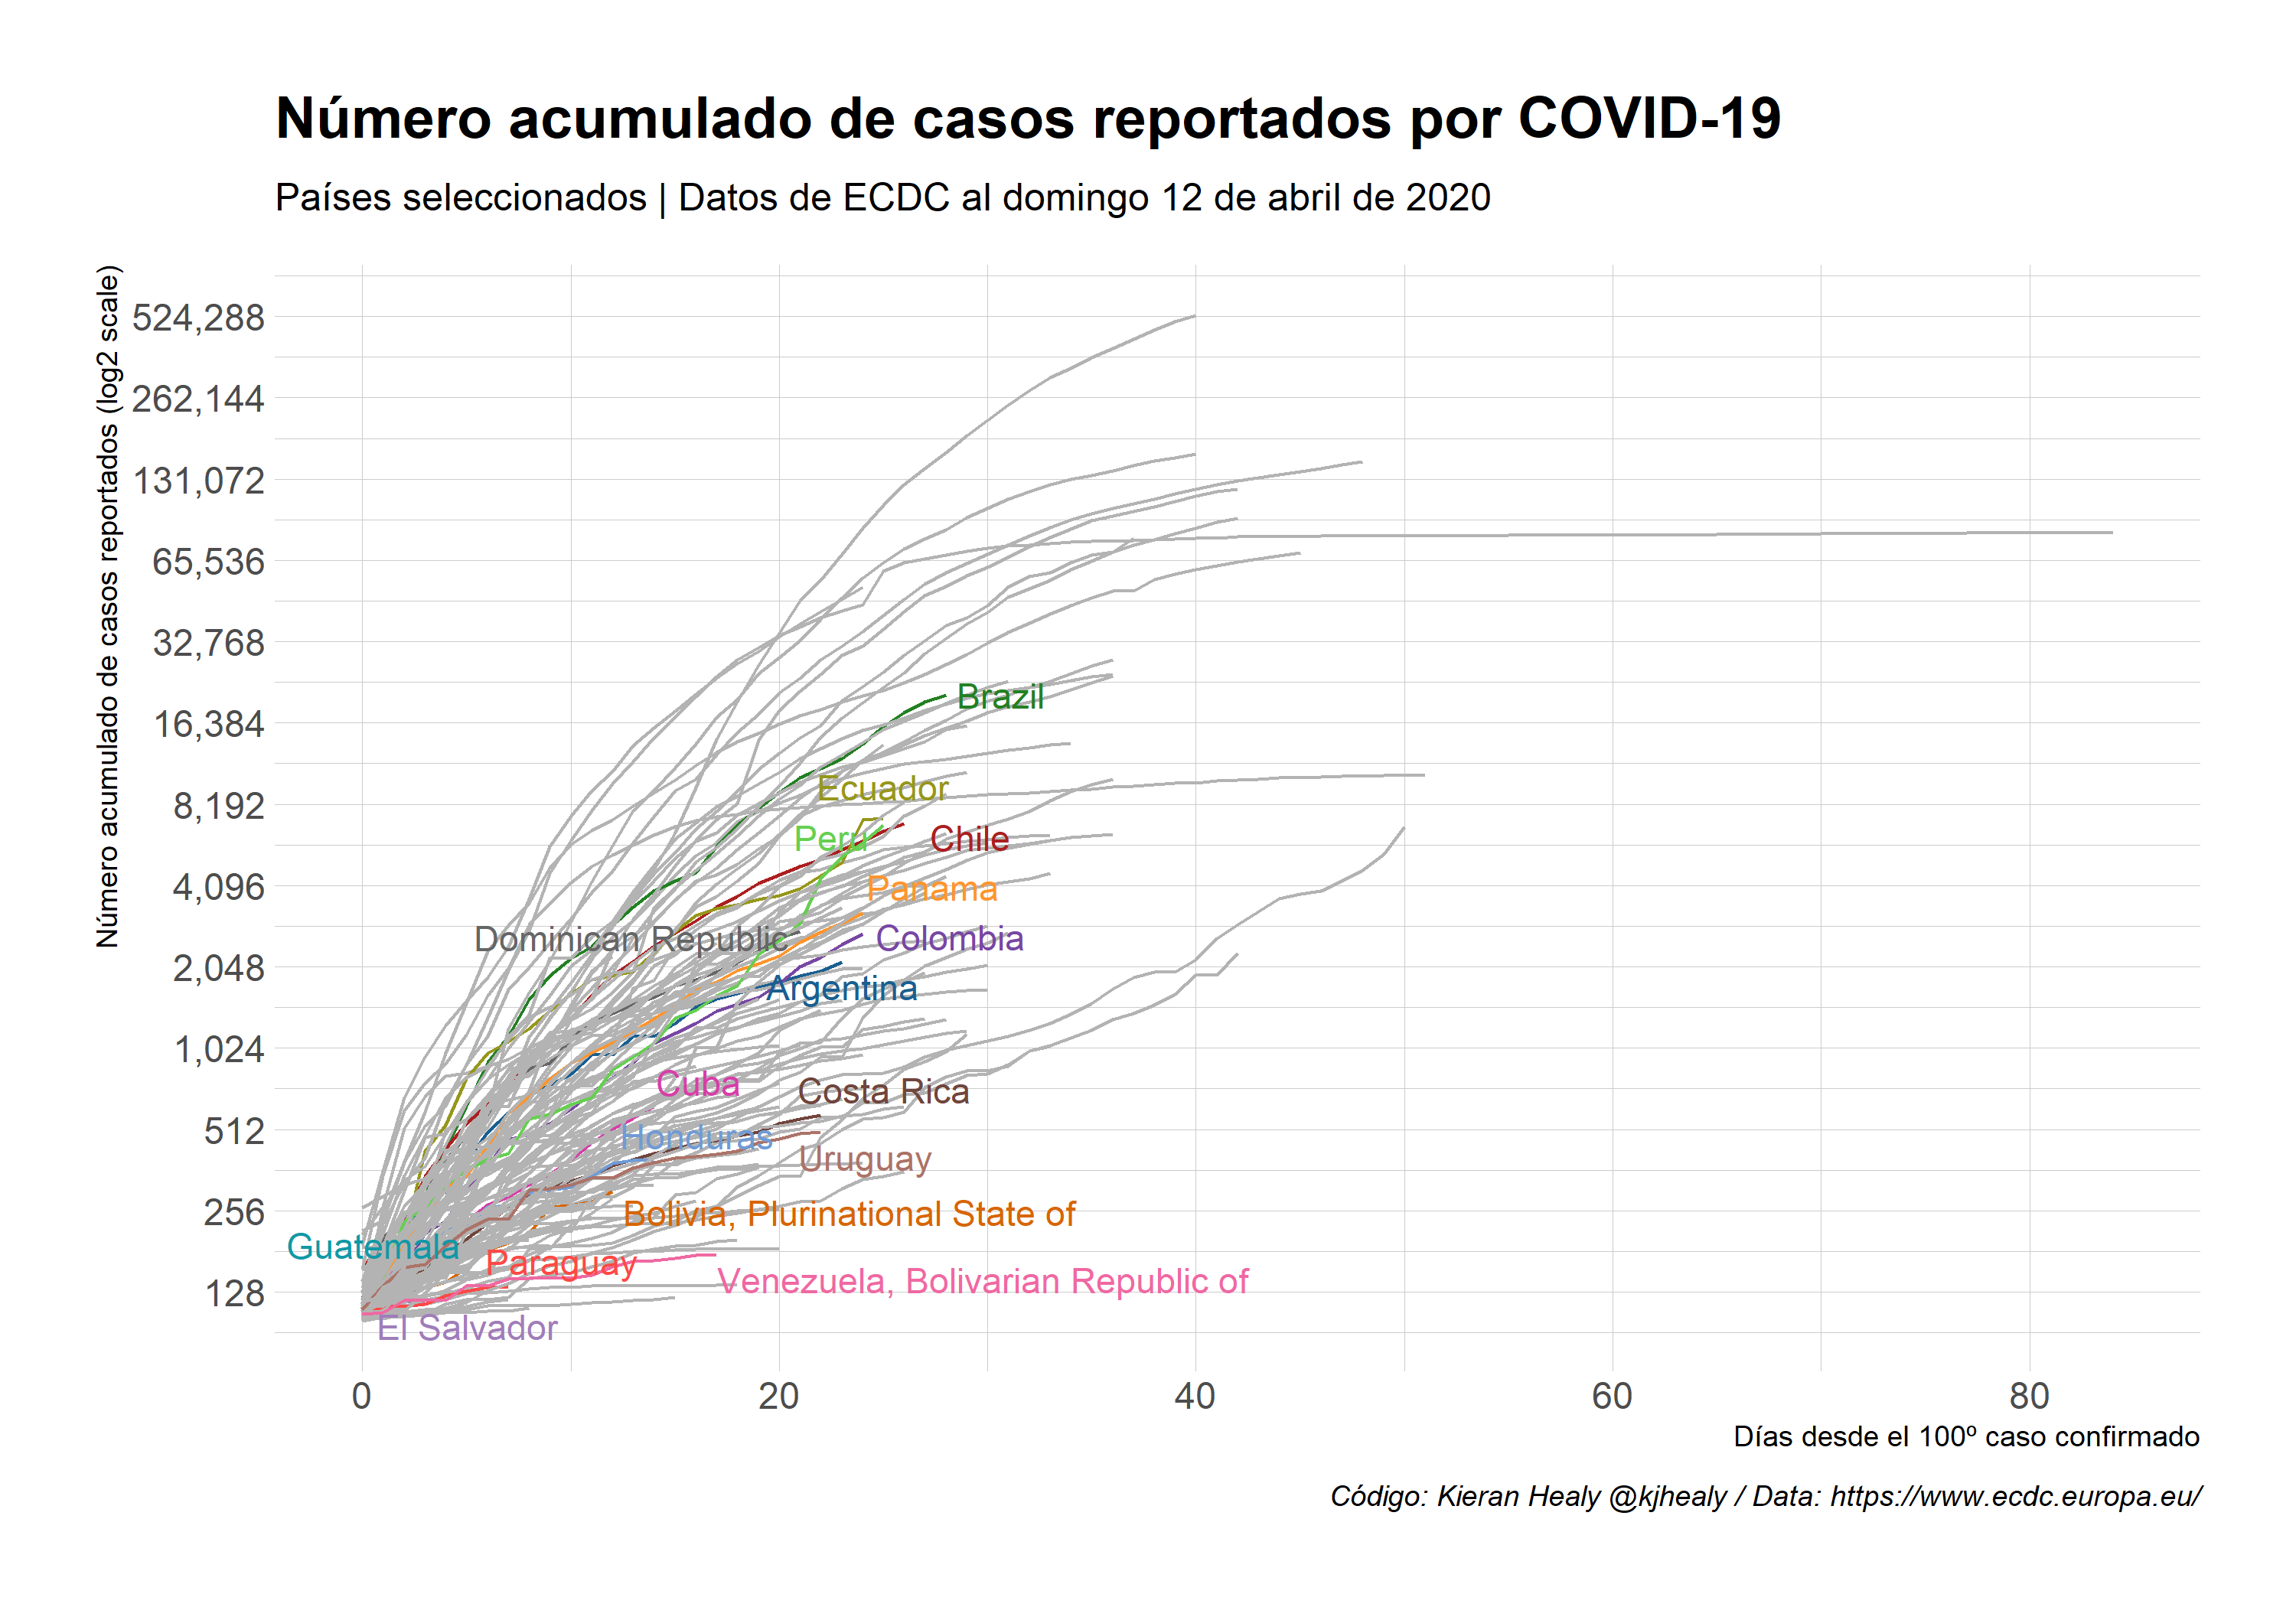 Número acumulado de casos reportados por COVID-19
Países seleccionados | Datos de ECDC al domingo 12 de abril de 2020
Número acumulado de casos reportados (log2 scale)
524,288
262,144
131,072
65,536
32,768
16,384
8,192
4,096
2,048
1,024
512
256
128
Brazil
Ecuador
Peru
Chile
Panama
Dominican Republic
Colombia
Argentina
Cuba
Costa Rica
Honduras
Uruguay
Bolivia, Plurinational State of
Guatemala
Paraguay
Venezuela, Bolivarian Republic of
El Salvador
0 20 40 60 80
Días desde el 100º caso confirmado
Código: Kieran Healy @kjhealy / Data: https://www.ecdc.europa.eu/